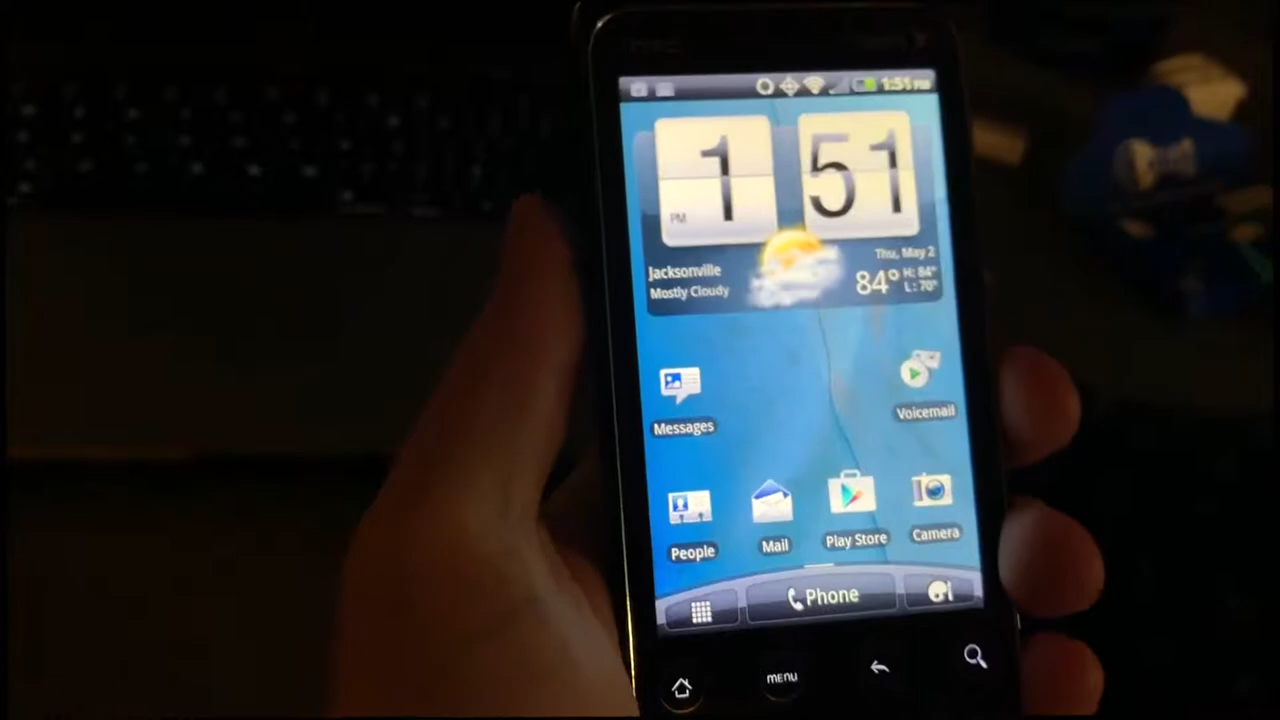 1:51 PM
1 51
PM
Thu, May 2
Jacksonville
84° H: 84°
Mostly Cloudy
L: 70°
Messages
Voicemail
People
Mail
Play Store
Camera
Phone
MENU